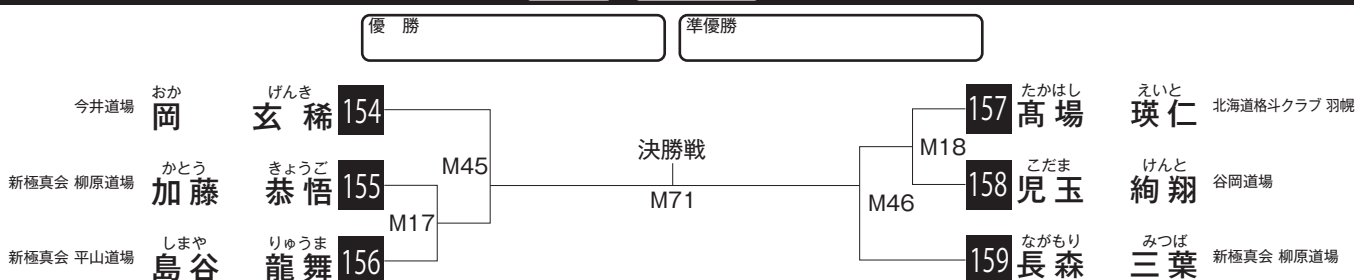 優 勝
準優勝
今井道場 おか げんき 岡 玄稀 154
新極真会 柳原道場 かとう きょうご 加藤 恭悟 155
新極真会 平山道場 しまや りゅうま 島谷 龍舞 156
M45
M17
決勝戦
M71
M18
M46
157 たかはし えいと 髙場 瑛仁 北海道格斗クラブ 羽幌
158 こだま けんと 児玉 絢翔 谷岡道場
159 ながもり みつば 長森 三葉 新極真会 柳原道場